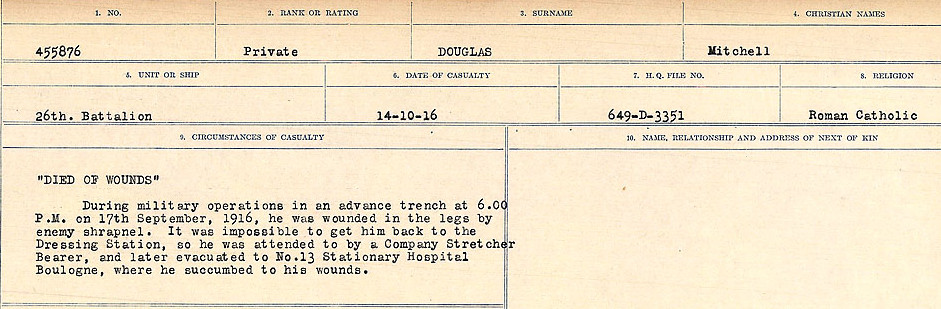 1. NO. 2. RANK OR RATING 3. SURNAME 4. CHRISTIAN NAMES
455876 Private DOUGLAS Mitchell
5. UNIT OR SHIP 6. DATE OF CASUALTY 7. H.Q. FILE NO. 8. RELIGION
26th. Battalion 14-10-16 649-D-3351 Roman Catholic
9. CIRCUMSTANCES OF CASUALTY 10. NAME, RELATIONSHIP AND ADDRESS OF NEXT OF KIN
"DIED OF WOUNDS"
During military operations in an advance trench at 6.00
P.M. on 17th September, 1916, he was wounded in the legs by
enemy shrapnel. It was impossible to get him back to the
Dressing Station, so he was attended to by a Company Stretcher
Bearer, and later evacuated to No.13 Stationary Hospital
Boulogne, where he succumbed to his wounds.